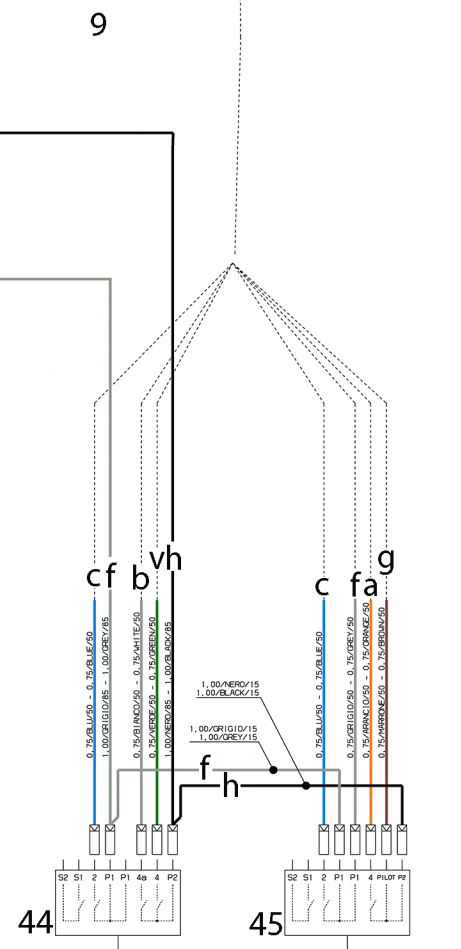 9
c f b vh c f a g
0,75/BLU/50 - 0,75/BLUE/50
1,00/GRIGIO/85 - 1,00/GREY/85
0,75/BIANCO/50 - 0,75/WHITE/50
0,75/VERDE/50 - 0,75/GREEN/50
1,00/NERO/85 - 1,00/BLACK/85
1,00/NERO/15
1,00/BLACK/15
1,00/GRIGIO/15
1,00/GREY/15
0,75/BLU/50 - 0,75/BLUE/50
0,75/GRIGIO/50 - 0,75/GREY/50
0,75/ARANCIO/50 - 0,75/ORANGE/50
0,75/MARRONE/50 - 0,75/BROWN/50
f
h
S2 S1 2 P1 P1 4a 4 P2
S2 S1 2 P1 P1 4 PILOT P2
44
45